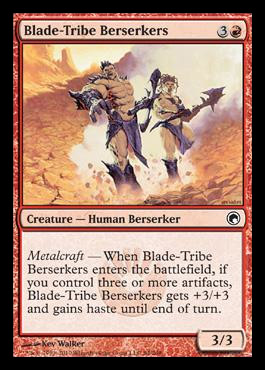 Blade-Tribe Berserkers 3
Creature — Human Berserker
Metalcraft — When Blade-Tribe
Berserkers enters the battlefield, if
you control three or more artifacts,
Blade-Tribe Berserkers gets +3/+3
and gains haste until end of turn.
3/3
Kev Walker